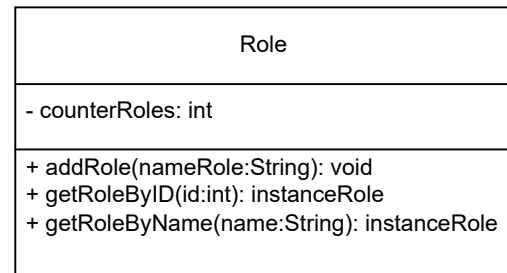 Role
- counterRoles: int
+ addRole(nameRole:String): void
+ getRoleByID(id:int): instanceRole
+ getRoleByName(name:String): instanceRole